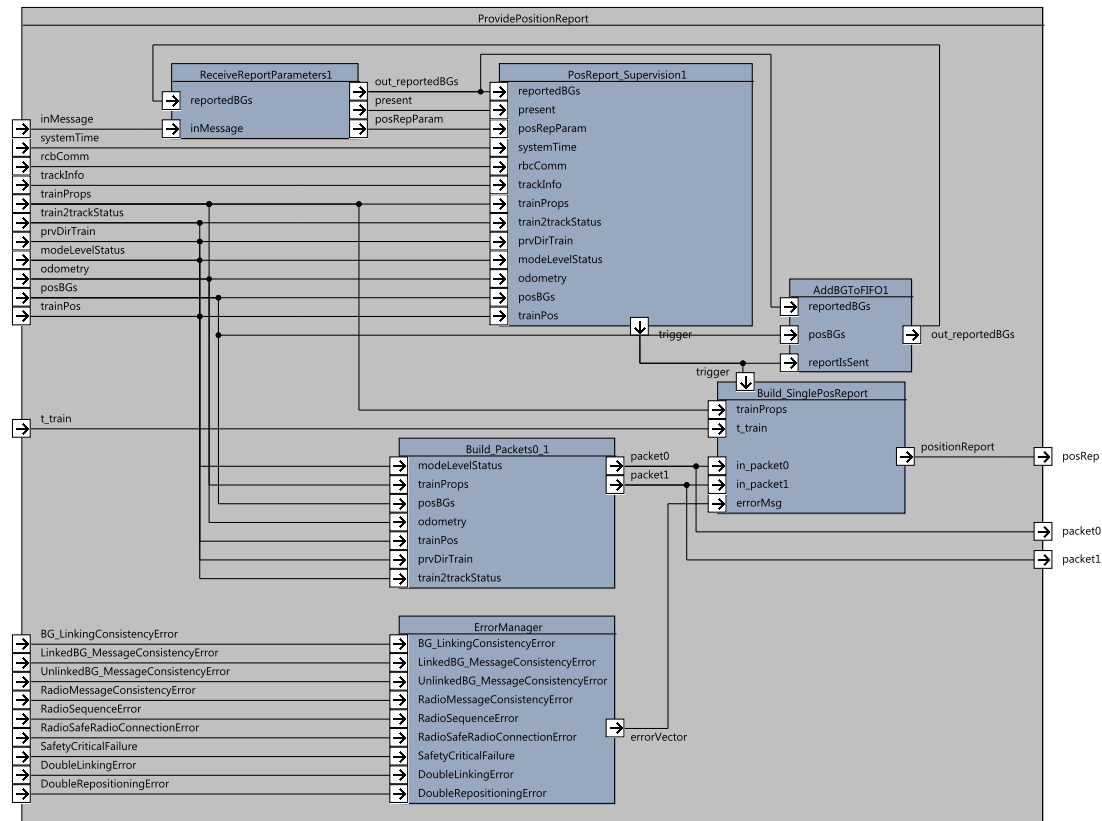 ProvidePositionReport
ReceiveReportParameters1
reportedBGs
inMessage
out_reportedBGs
present
posRepParam
PosReport_Supervision1
reportedBGs
present
posRepParam
systemTime
rbcComm
trackInfo
trainProps
train2trackStatus
prvDirTrain
modeLevelStatus
odometry
posBGs
trainPos
trigger
inMessage
systemTime
rcbComm
trackInfo
trainProps
train2trackStatus
prvDirTrain
modeLevelStatus
odometry
posBGs
trainPos
AddBGToFIFO1
reportedBGs
posBGs
reportIsSent
out_reportedBGs
trigger
Build_SinglePosReport
trainProps
t_train
in_packet0
in_packet1
errorMsg
positionReport
posRep
packet0
packet1
t_train
Build_Packets0_1
modeLevelStatus
trainProps
posBGs
odometry
trainPos
prvDirTrain
train2trackStatus
packet0
packet1
BG_LinkingConsistencyError
LinkedBG_MessageConsistencyError
UnlinkedBG_MessageConsistencyError
RadioMessageConsistencyError
RadioSequenceError
RadioSafeRadioConnectionError
SafetyCriticalFailure
DoubleLinkingError
DoubleRepositioningError
ErrorManager
BG_LinkingConsistencyError
LinkedBG_MessageConsistencyError
UnlinkedBG_MessageConsistencyError
RadioMessageConsistencyError
RadioSequenceError
RadioSafeRadioConnectionError
SafetyCriticalFailure
DoubleLinkingError
DoubleRepositioningError
errorVector